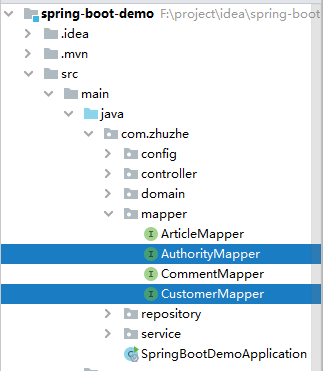 spring-boot-demo F:\project\idea\spring-boot
.idea
.mvn
src
main
java
com.zhuzhe
config
controller
domain
mapper
I ArticleMapper
I AuthorityMapper
I CommentMapper
I CustomerMapper
repository
service
SpringBootDemoApplication